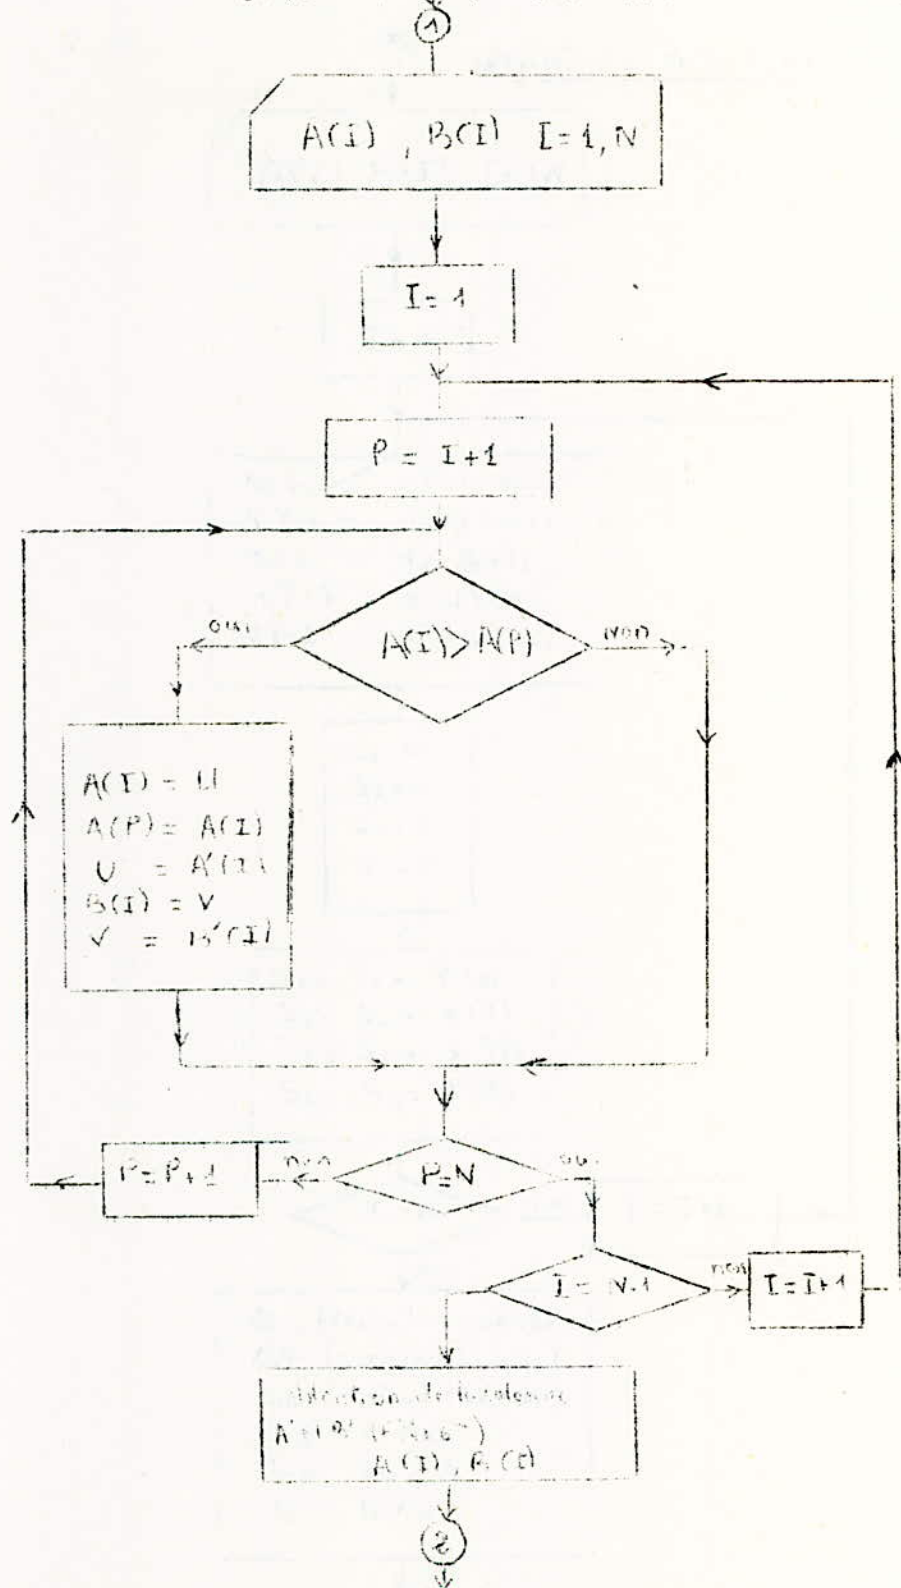 1
A(I) , B(I) I=1,N
I= 1
P = I+1
A(I)>A(P)
oui
Non
A(I) = U
A(P) = A(I)
U = A'(I)
B(I) = V
V = B'(I)
P=N
non
oui
P=P+1
I= N-1
non
I=I+1
A(I), B(I)
2